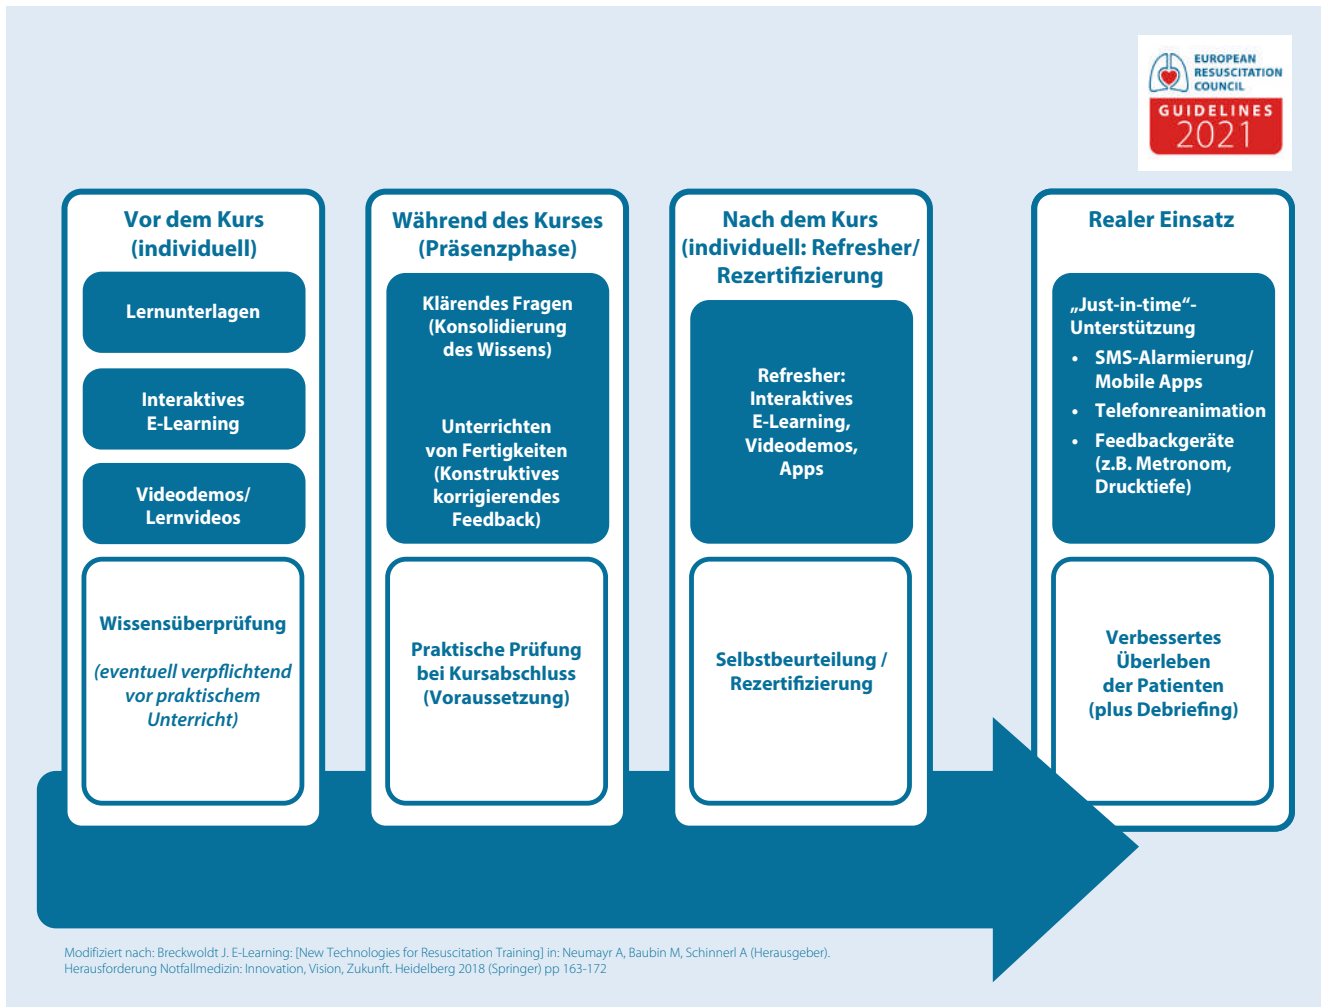 EUROPEAN
RESUSCITATION
COUNCIL
GUIDELINES
2021
Vor dem Kurs
(individuell)
Lernunterlagen
Interaktives
E-Learning
Videodemos/
Lernvideos
Wissensüberprüfung
(eventuell verpflichtend
vor praktischem
Unterricht)
Während des Kurses
(Präsenzphase)
Klärendes Fragen
(Konsolidierung
des Wissens)
Unterrichten
von Fertigkeiten
(Konstruktives
korrigierendes
Feedback)
Praktische Prüfung
bei Kursabschluss
(Voraussetzung)
Nach dem Kurs
(individuell: Refresher/
Rezertifizierung
Refresher:
Interaktives
E-Learning,
Videodemos,
Apps
Selbstbeurteilung /
Rezertifizierung
Realer Einsatz
„Just-in-time“-
Unterstützung
• SMS-Alarmierung/
Mobile Apps
• Telefonreanimation
• Feedbackgeräte
(z.B. Metronom,
Drucktiefe)
Verbessertes
Überleben
der Patienten
(plus Debriefing)
Modifiziert nach: Breckwoldt J. E-Learning: [New Technologies for Resuscitation Training] in: Neumayr A, Baubin M, Schinnerl A (Herausgeber).
Herausforderung Notfallmedizin: Innovation, Vision, Zukunft. Heidelberg 2018 (Springer) pp 163-172